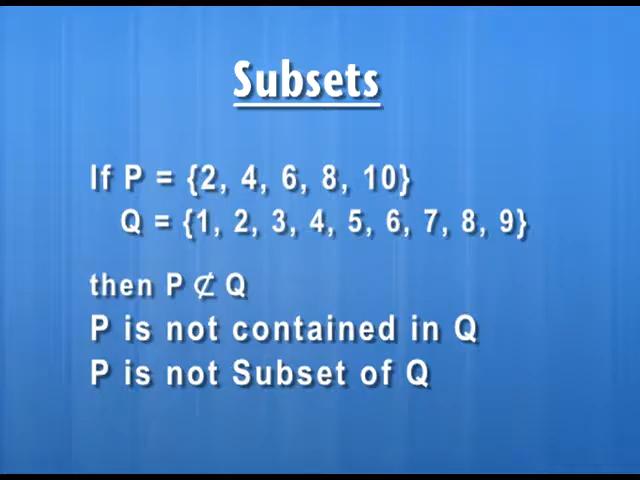 Subsets
If P = {2, 4, 6, 8, 10}
Q = {1, 2, 3, 4, 5, 6, 7, 8, 9}
then P ⊄ Q
P is not contained in Q
P is not Subset of Q